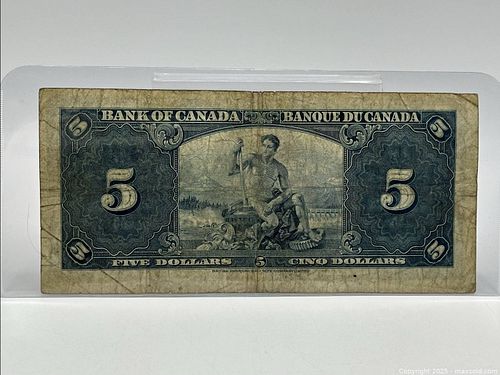 5 BANK OF CANADA BANQUE DU CANADA 5
5 5
5 FIVE DOLLARS 5 CINQ DOLLARS 5
Copyright 2025 - maxsold.com